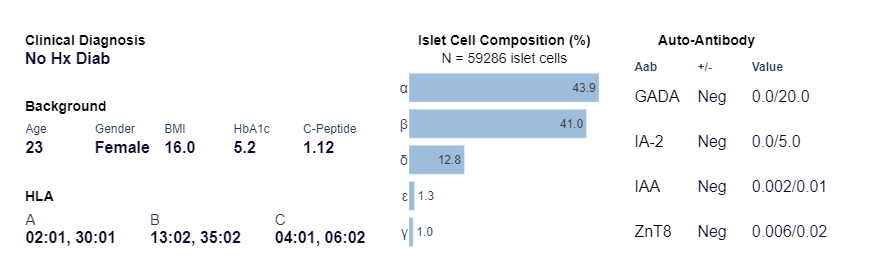 Clinical Diagnosis
No Hx Diab
Background
Age Gender BMI HbA1c C-Peptide
23 Female 16.0 5.2 1.12
HLA
A B C
02:01, 30:01 13:02, 35:02 04:01, 06:02
Islet Cell Composition (%)
N = 59286 islet cells
α 43.9
β 41.0
δ 12.8
ε 1.3
γ 1.0
Auto-Antibody
Aab +/- Value
GADA Neg 0.0/20.0
IA-2 Neg 0.0/5.0
IAA Neg 0.002/0.01
ZnT8 Neg 0.006/0.02